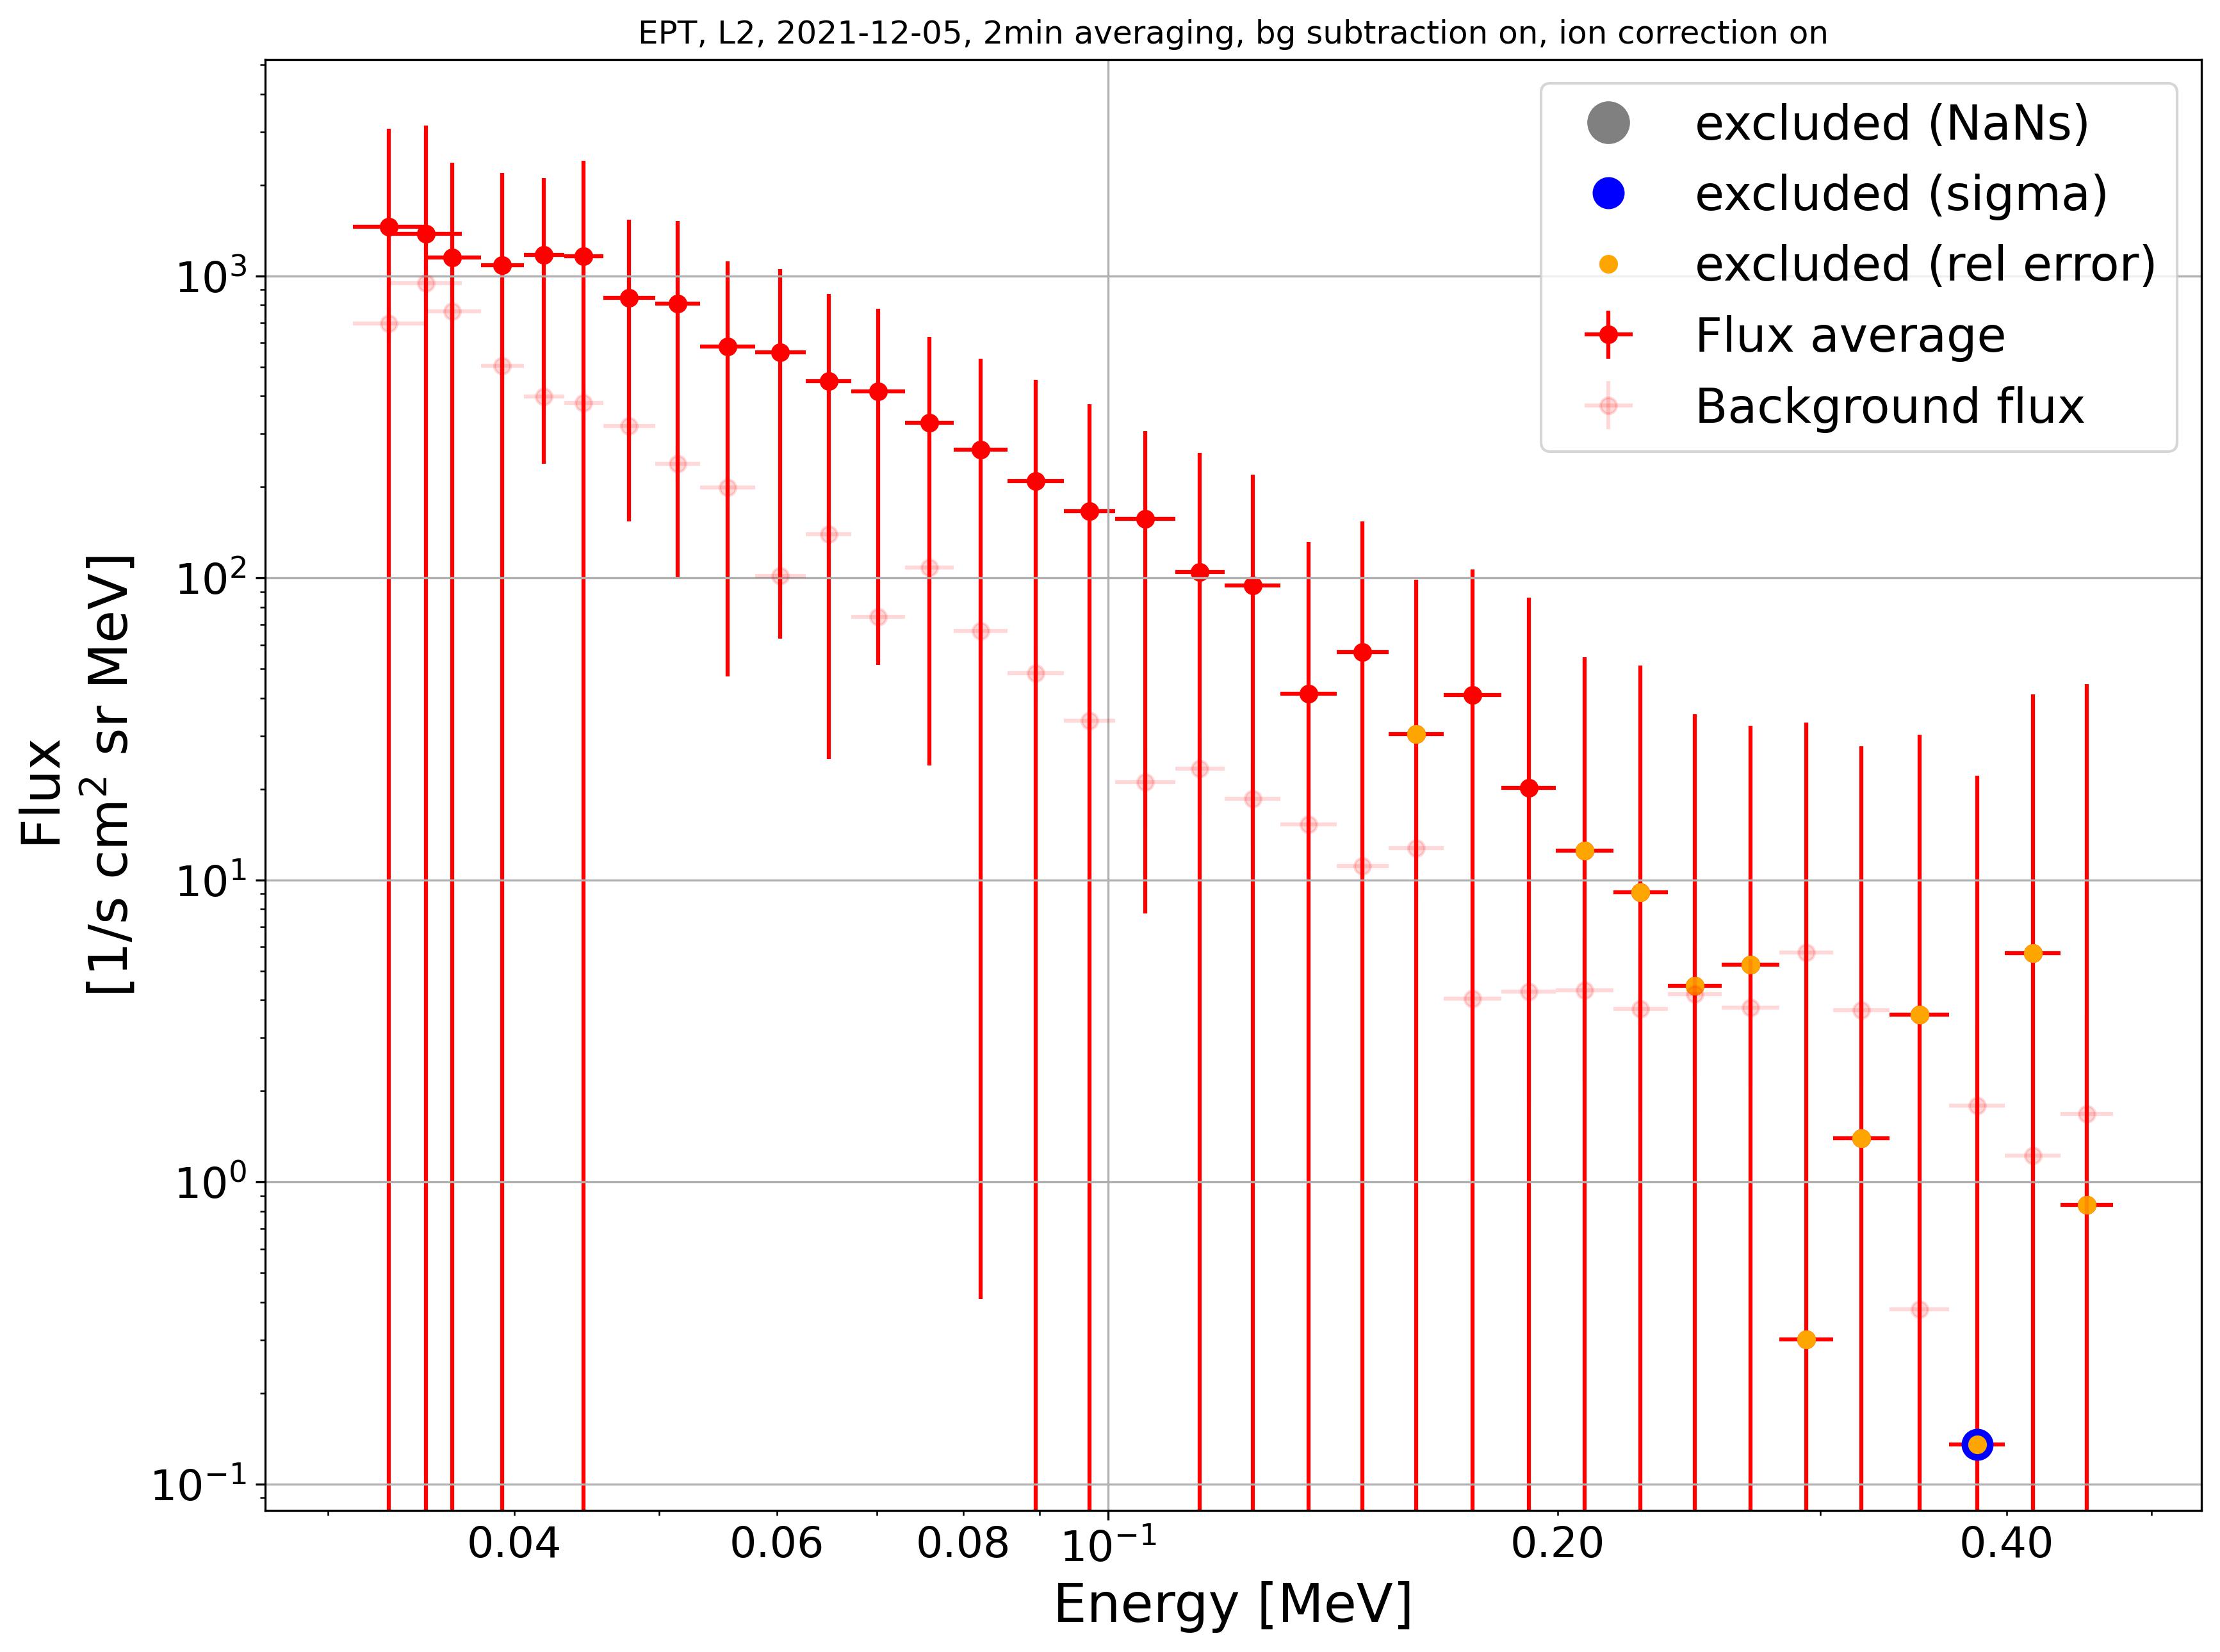 EPT, L2, 2021-12-05, 2min averaging, bg subtraction on, ion correction on
excluded (NaNs)
excluded (sigma)
excluded (rel error)
Flux average
Background flux
Flux
[1/s cm² sr MeV]
10³
10²
10¹
10⁰
10⁻¹
0.04 0.06 0.08 10⁻¹ 0.20 0.40
Energy [MeV]